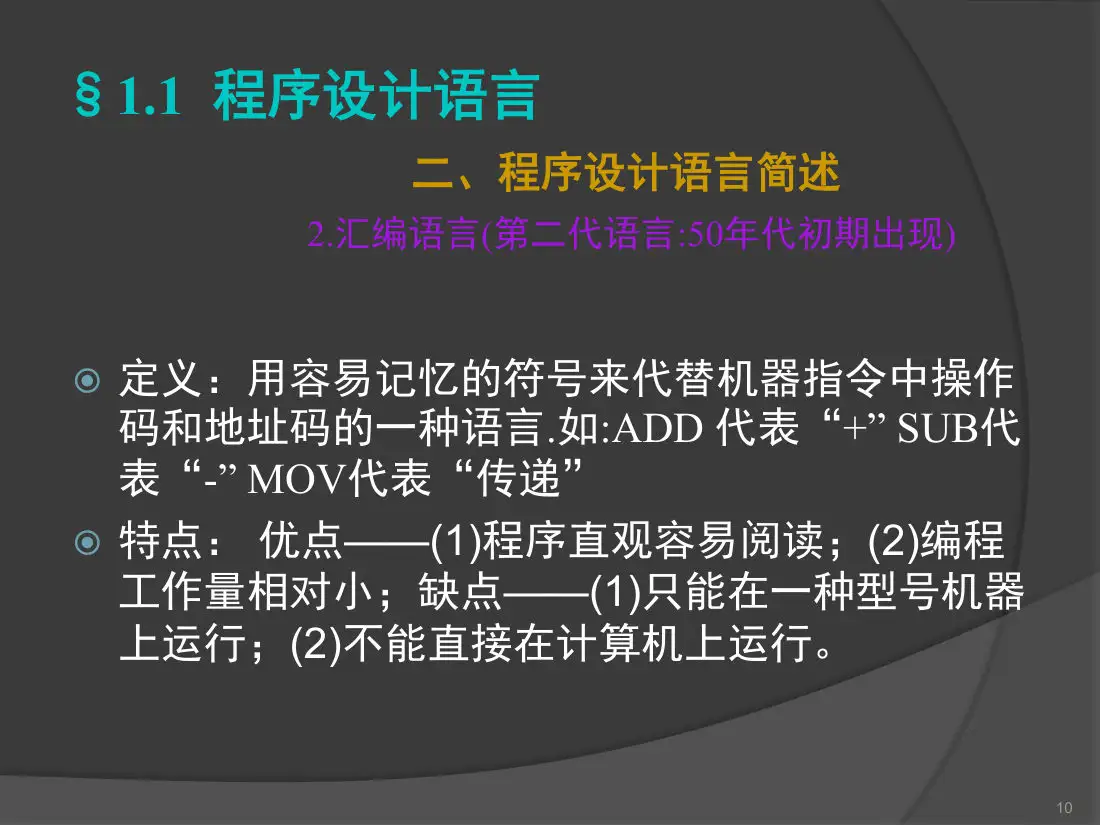 §1.1 程序设计语言
二、程序设计语言简述
2.汇编语言(第二代语言:50年代初期出现)
定义：用容易记忆的符号来代替机器指令中操作
码和地址码的一种语言.如:ADD 代表“+” SUB代
表“-” MOV代表“传递”
特点： 优点——(1)程序直观容易阅读；(2)编程
工作量相对小；缺点——(1)只能在一种型号机器
上运行；(2)不能直接在计算机上运行。
10